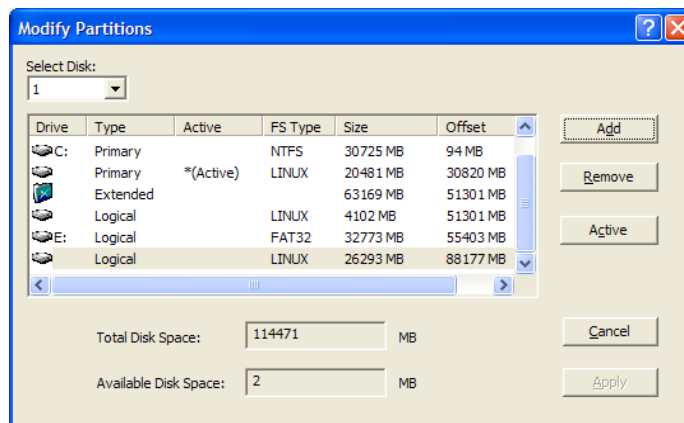 Modify Partitions
Select Disk:
1
Drive Type Active FS Type Size Offset
C: Primary NTFS 30725 MB 94 MB
Primary *(Active) LINUX 20481 MB 30820 MB
Extended 63169 MB 51301 MB
Logical LINUX 4102 MB 51301 MB
E: Logical FAT32 32773 MB 55403 MB
Logical LINUX 26293 MB 88177 MB
Add
Remove
Active
Total Disk Space: 114471 MB
Available Disk Space: 2 MB
Cancel
Apply